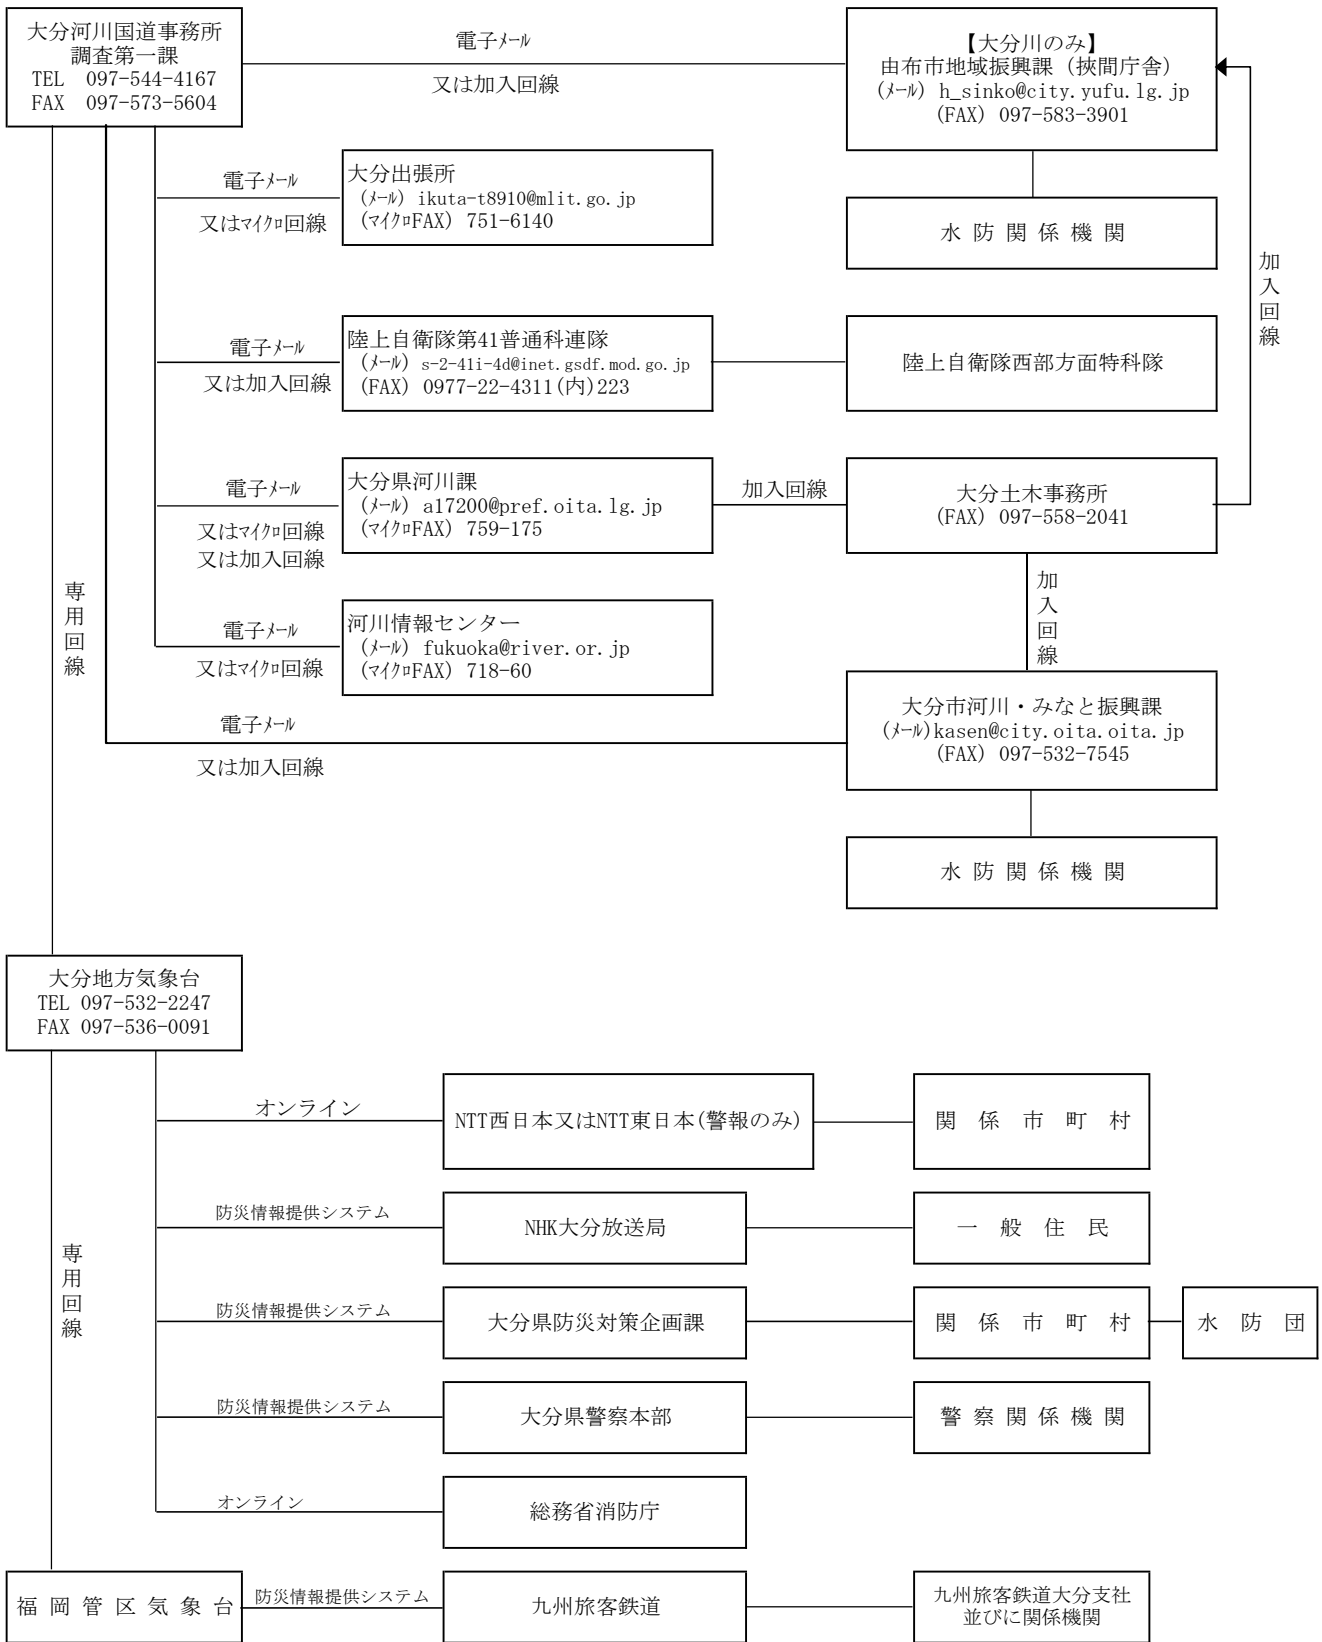 大分河川国道事務所
調査第一課
TEL 097-544-4167
FAX 097-573-5604
電子メール
又は加入回線
【大分川のみ】
由布市地域振興課（挾間庁舎）
(メール) h_sinko@city.yufu.lg.jp
(FAX) 097-583-3901
水防関係機関
加入回線
電子メール
又はマイクロ回線
大分出張所
(メール) ikuta-t8910@mlit.go.jp
(マイクロFAX) 751-6140
電子メール
又は加入回線
陸上自衛隊第41普通科連隊
(メール) s-2-41i-4d@inet.gsdf.mod.go.jp
(FAX) 0977-22-4311(内)223
陸上自衛隊西部方面特科隊
電子メール
又はマイクロ回線
又は加入回線
大分県河川課
(メール) a17200@pref.oita.lg.jp
(マイクロFAX) 759-175
加入回線
大分土木事務所
(FAX) 097-558-2041
加入回線
専用回線
電子メール
又はマイクロ回線
河川情報センター
(メール) fukuoka@river.or.jp
(マイクロFAX) 718-60
電子メール
又は加入回線
大分市河川・みなと振興課
(メール)kasen@city.oita.oita.jp
(FAX) 097-532-7545
水防関係機関
大分地方気象台
TEL 097-532-2247
FAX 097-536-0091
オンライン
NTT西日本又はNTT東日本(警報のみ)
関係市町村
防災情報提供システム
NHK大分放送局
一般住民
専用回線
防災情報提供システム
大分県防災対策企画課
関係市町村
水防団
防災情報提供システム
大分県警察本部
警察関係機関
オンライン
総務省消防庁
福岡管区気象台
防災情報提供システム
九州旅客鉄道
九州旅客鉄道大分支社
並びに関係機関